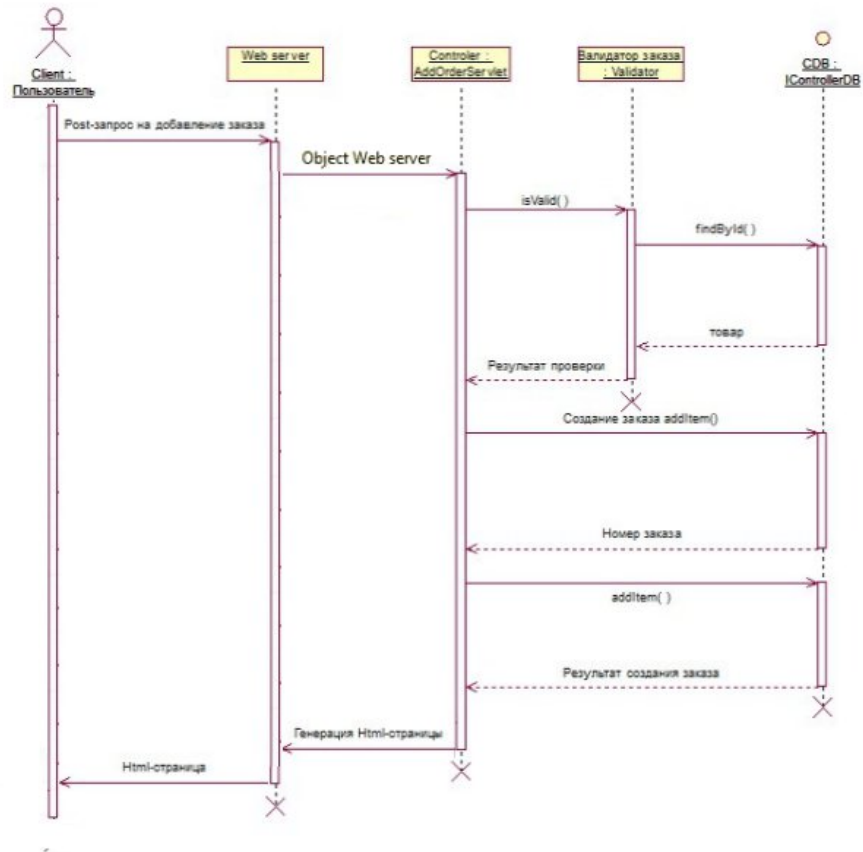 Client :
Пользователь
Web server
Controler :
AddOrderServlet
Валидатор заказа
: Validator
CDB :
IControllerDB
Post-запрос на добавление заказа
Object Web server
isValid( )
findById( )
товар
Результат проверки
Создание заказа addItem()
Номер заказа
addItem( )
Результат создания заказа
Генерация Html-страницы
Html-страница